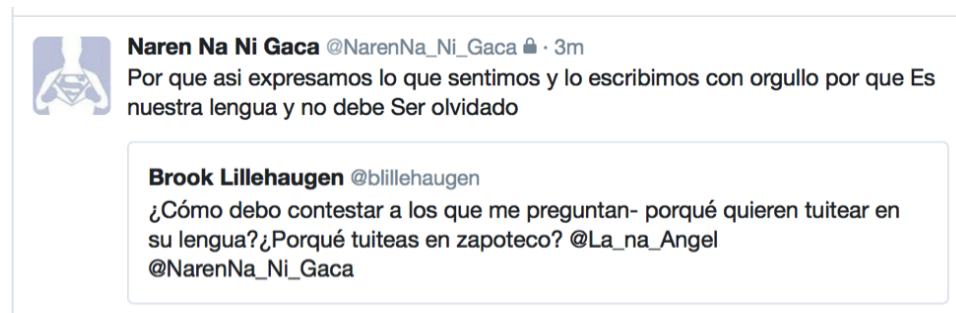 Naren Na Ni Gaca @NarenNa_Ni_Gaca · 3m
Por que asi expresamos lo que sentimos y lo escribimos con orgullo por que Es
nuestra lengua y no debe Ser olvidado
Brook Lillehaugen @blillehaugen
¿Cómo debo contestar a los que me preguntan- porqué quieren tuitear en
su lengua?¿Porqué tuiteas en zapoteco? @La_na_Angel
@NarenNa_Ni_Gaca